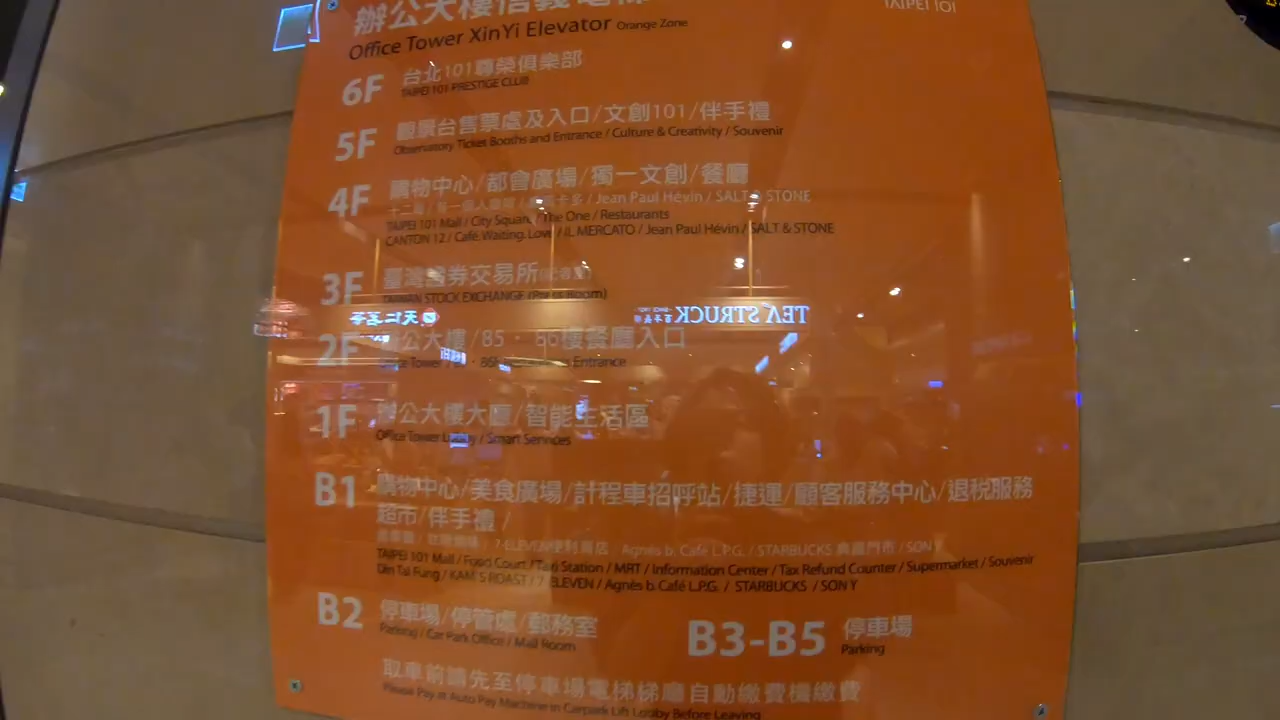 辦公大樓信義電梯
TAIPEI 101
Office Tower XinYi Elevator Orange Zone
6F 台北101尊榮俱樂部
TAIPEI 101 PRESTIGE CLUB
5F 觀景台售票處及入口/文創101/伴手禮
Observatory Ticket Booths and Entrance / Culture & Creativity / Souvenir
4F 購物中心/都會廣場/獨一文創/餐廳
Jean Paul Hévin / SALT & STONE
TAIPEI 101 Mall / City Square / The One / Restaurants
CANTON 12 / Café.Waiting.Love / IL MERCATO / Jean Paul Hévin / SALT & STONE
3F 臺灣證券交易所
TAIWAN STOCK EXCHANGE (Press Room)
天仁茗茶
TEA STRUCK
2F 辦公大樓/85・86樓餐廳入口
Office Tower / 85・86F Restaurants Entrance
1F 辦公大樓大廳/智能生活區
Office Tower Lobby / Smart Services
B1 購物中心/美食廣場/計程車招呼站/捷運/顧客服務中心/退稅服務
超市/伴手禮/
7-ELEVEN便利商店 Agnès b. Café L.P.G. / STARBUCKS 典藏門市 / SONY
TAIPEI 101 Mall / Food Court / Taxi Station / MRT / Information Center / Tax Refund Counter / Supermarket / Souvenir
Din Tai Fung / KAM'S ROAST / 7-ELEVEN / Agnès b. Café L.P.G. / STARBUCKS / SONY
B2 停車場/停管處/郵務室
Parking / Car Park Office / Mail Room
B3-B5 停車場
Parking
取車前請先至停車場電梯梯廳自動繳費機繳費
Please Pay at Auto Pay Machine in Carpark Lift Lobby Before Leaving